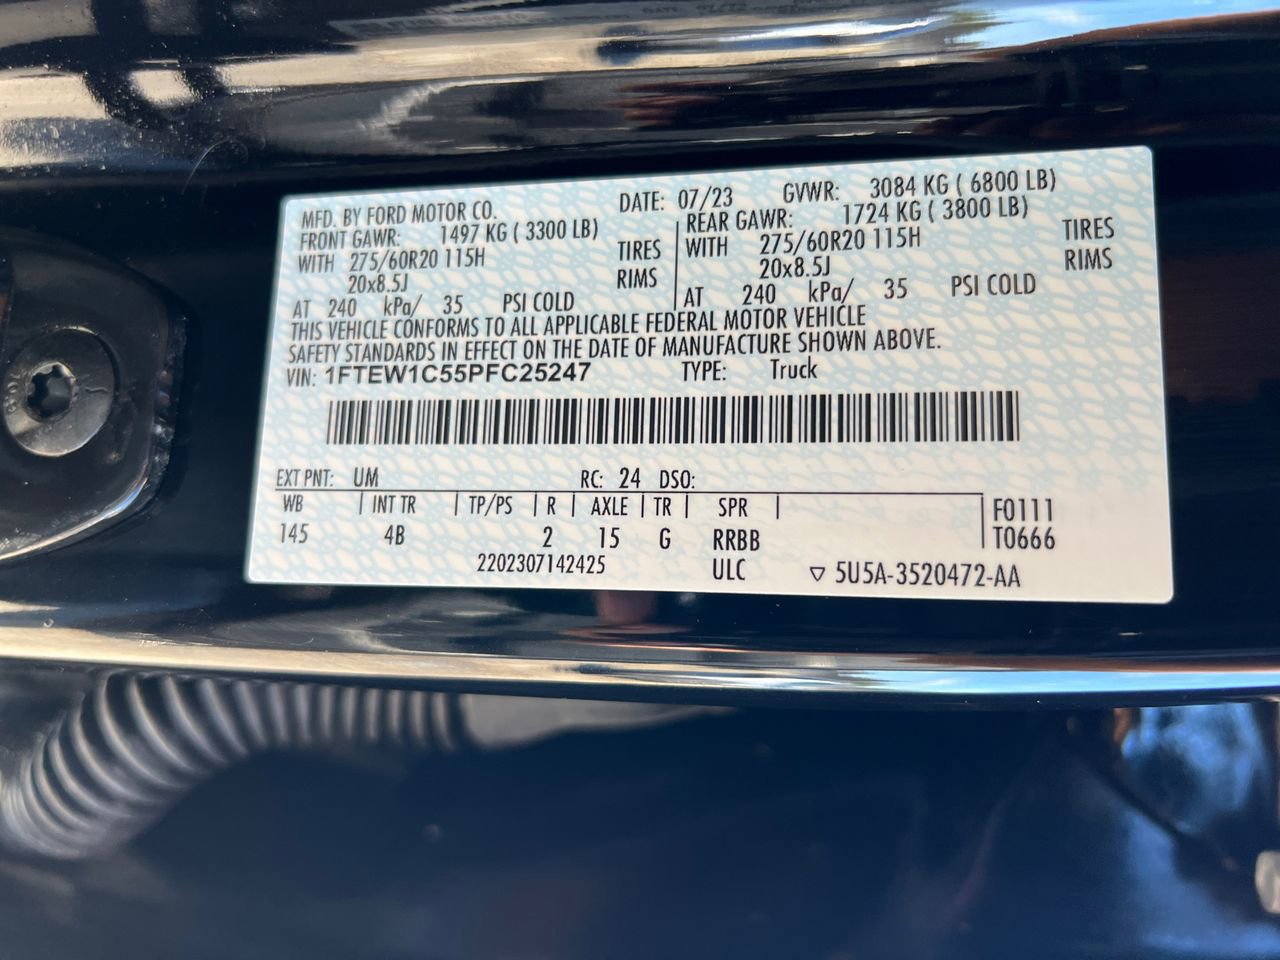 MFD. BY FORD MOTOR CO. DATE: 07/23 GVWR: 3084 KG ( 6800 LB)
FRONT GAWR: 1497 KG ( 3300 LB) REAR GAWR: 1724 KG ( 3800 LB)
WITH 275/60R20 115H TIRES WITH 275/60R20 115H TIRES
20x8.5J RIMS 20x8.5J RIMS
AT 240 kPa/ 35 PSI COLD AT 240 kPa/ 35 PSI COLD
THIS VEHICLE CONFORMS TO ALL APPLICABLE FEDERAL MOTOR VEHICLE
SAFETY STANDARDS IN EFFECT ON THE DATE OF MANUFACTURE SHOWN ABOVE.
VIN: 1FTEW1C55PFC25247 TYPE: Truck
EXT PNT: UM RC: 24 DSO:
WB INT TR TP/PS R AXLE TR SPR F0111
145 4B 2 15 G RRBB T0666
2202307142425 ULC ▽ 5U5A-3520472-AA